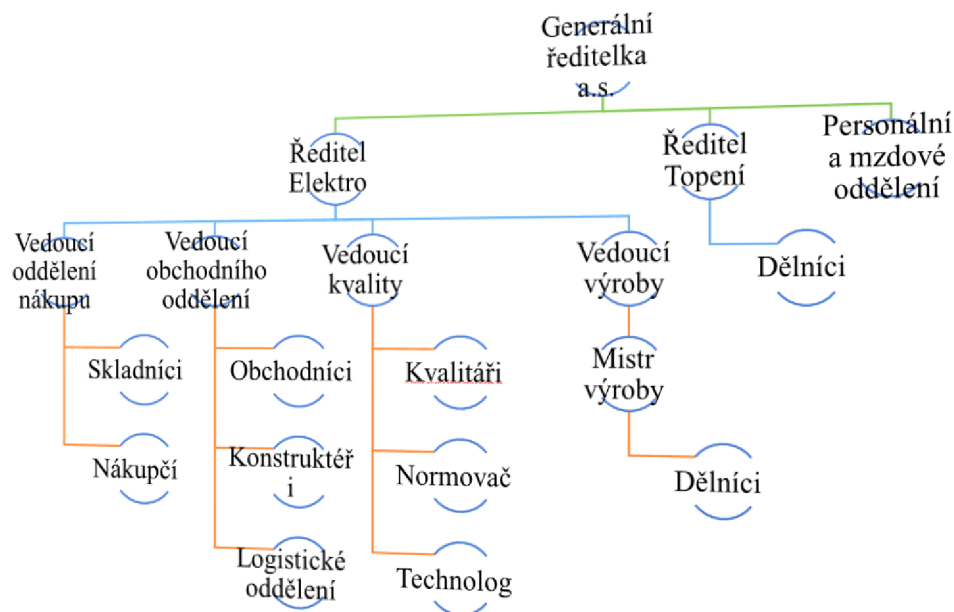 Generální
ředitelka
a.s.
Ředitel
Elektro
Ředitel
Topení
Personální
a mzdové
oddělení
Vedoucí
oddělení
nákupu
Vedoucí
obchodního
oddělení
Vedoucí
kvality
Vedoucí
výroby
Dělníci
Skladníci
Obchodníci
Kvalitáři
Mistr
výroby
Nákupčí
Konstruktéř
i
Normovač
Dělníci
Logistické
oddělení
Technolog